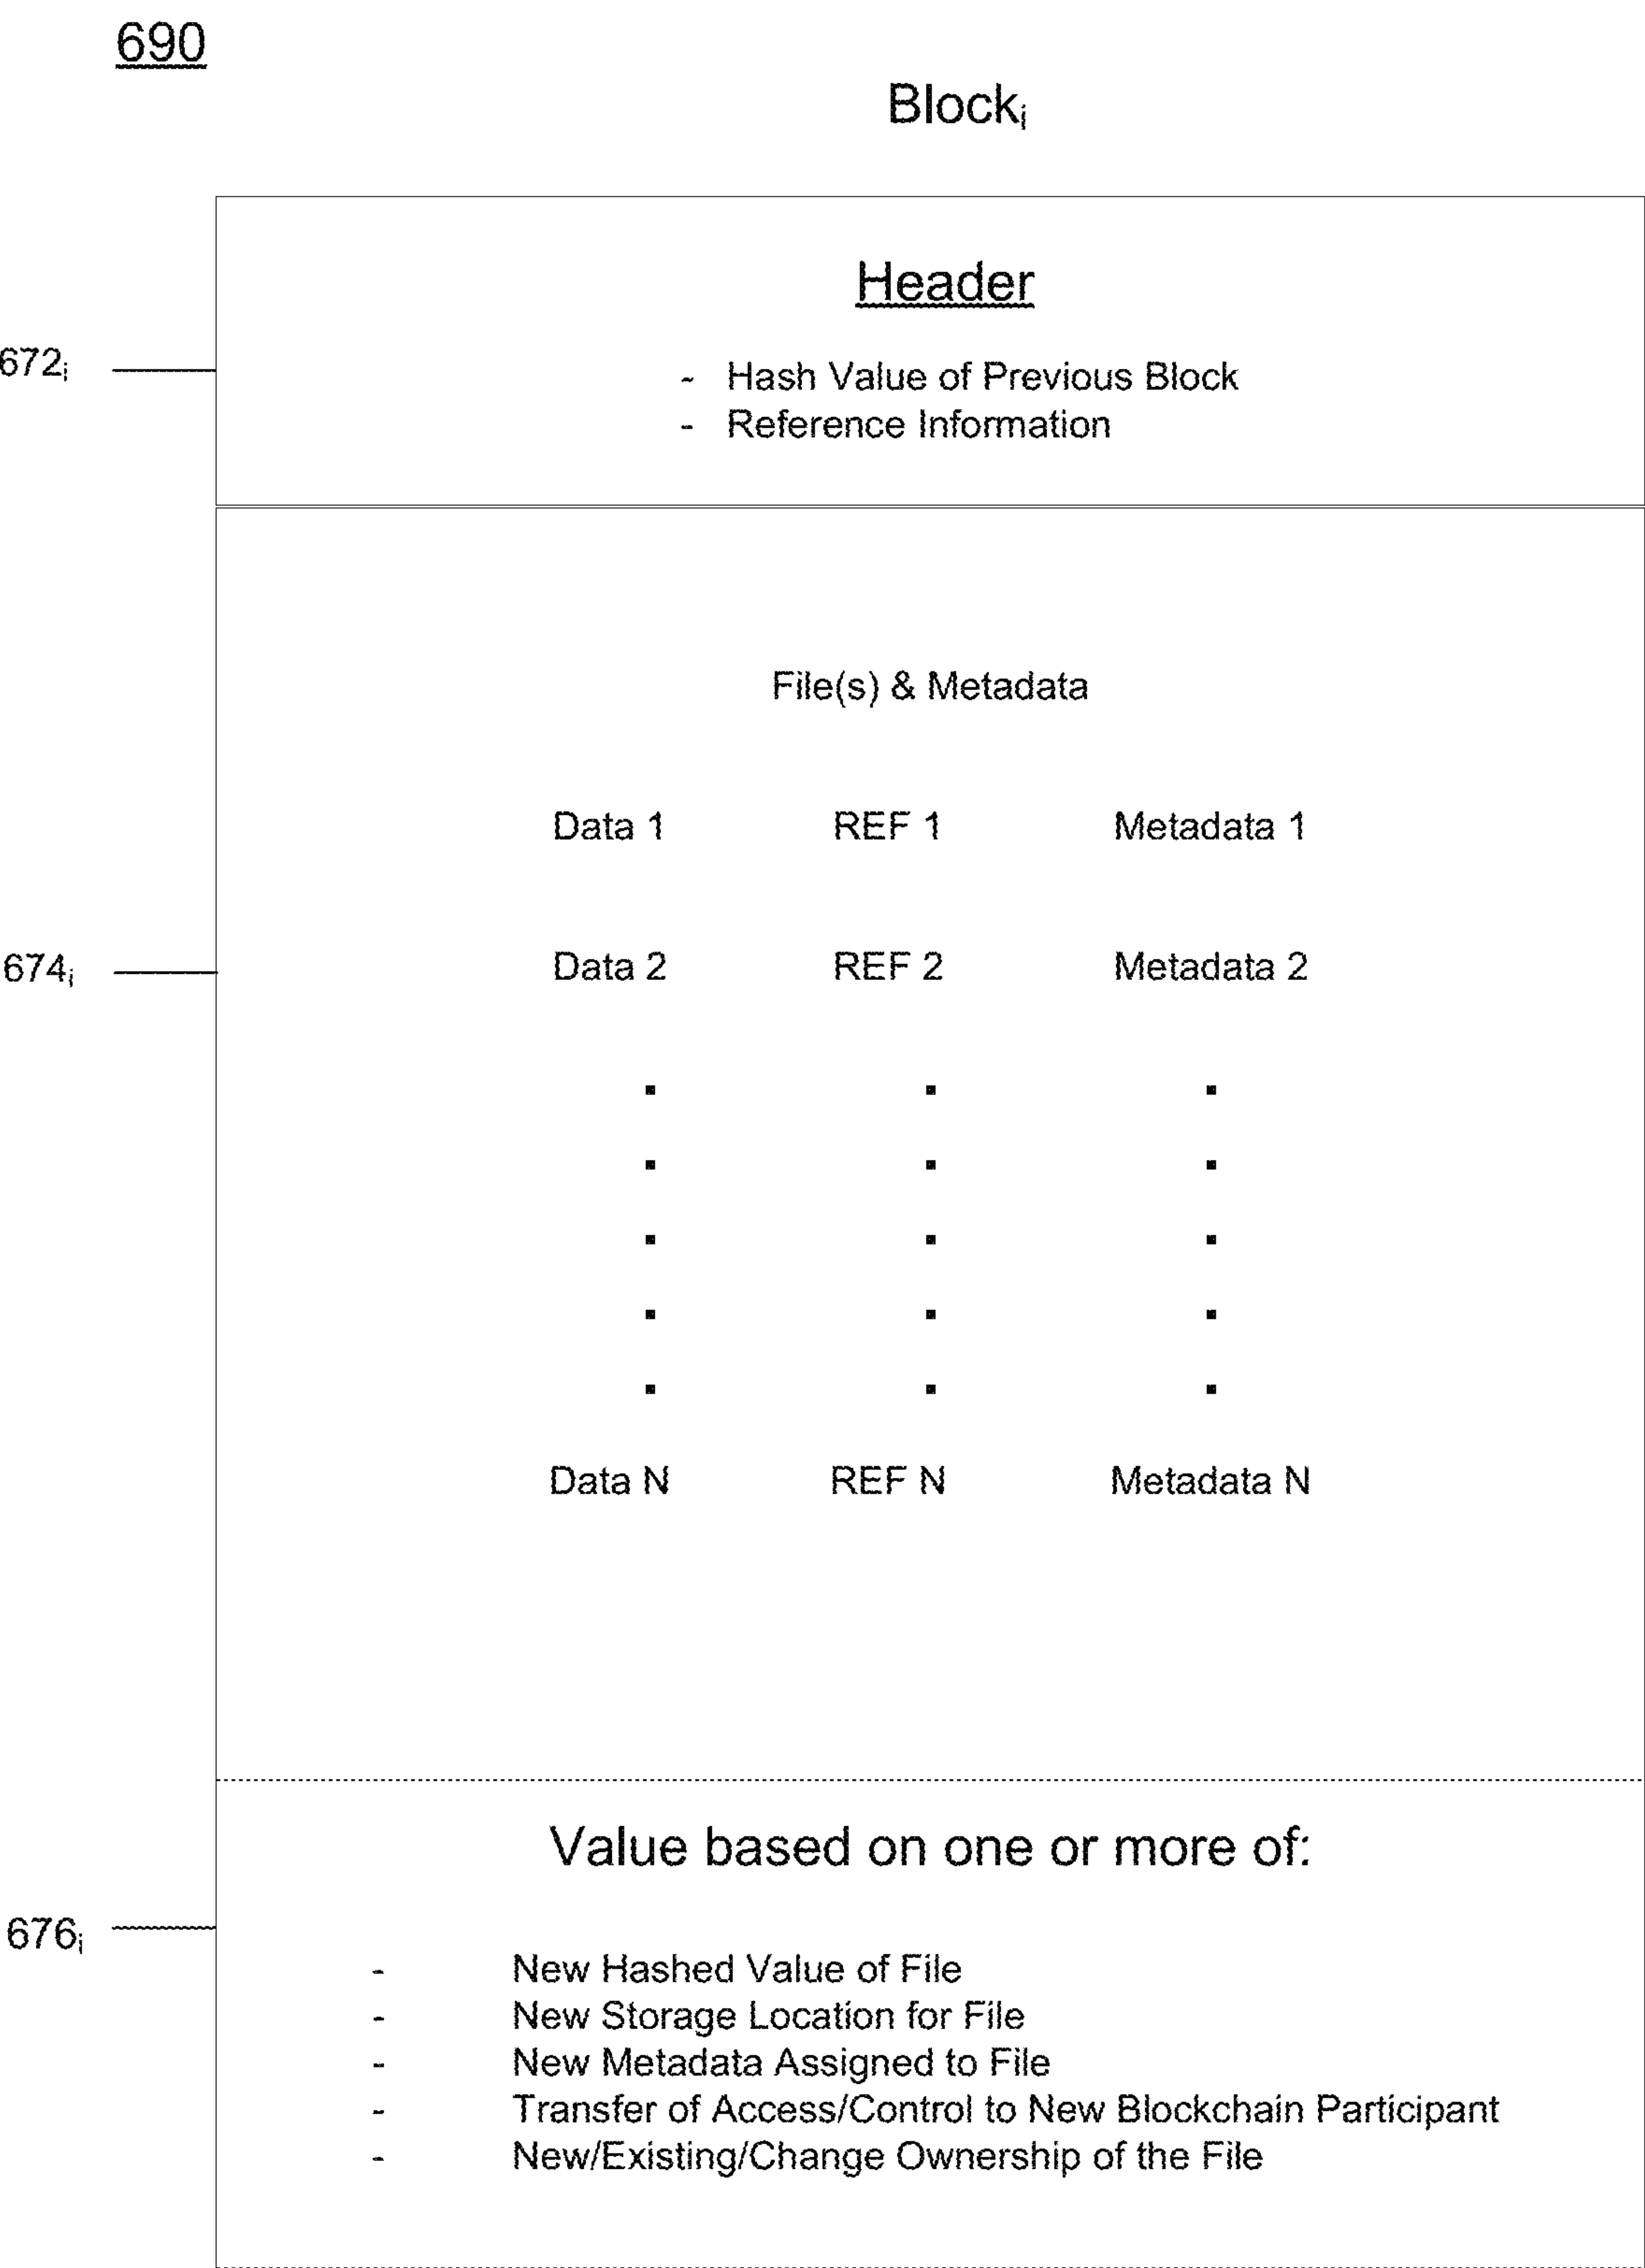 690
Blockᵢ
Header
672ᵢ
- Hash Value of Previous Block
- Reference Information
File(s) & Metadata
Data 1 REF 1 Metadata 1
674ᵢ Data 2 REF 2 Metadata 2
Data N REF N Metadata N
Value based on one or more of:
676ᵢ
- New Hashed Value of File
- New Storage Location for File
- New Metadata Assigned to File
- Transfer of Access/Control to New Blockchain Participant
- New/Existing/Change Ownership of the File